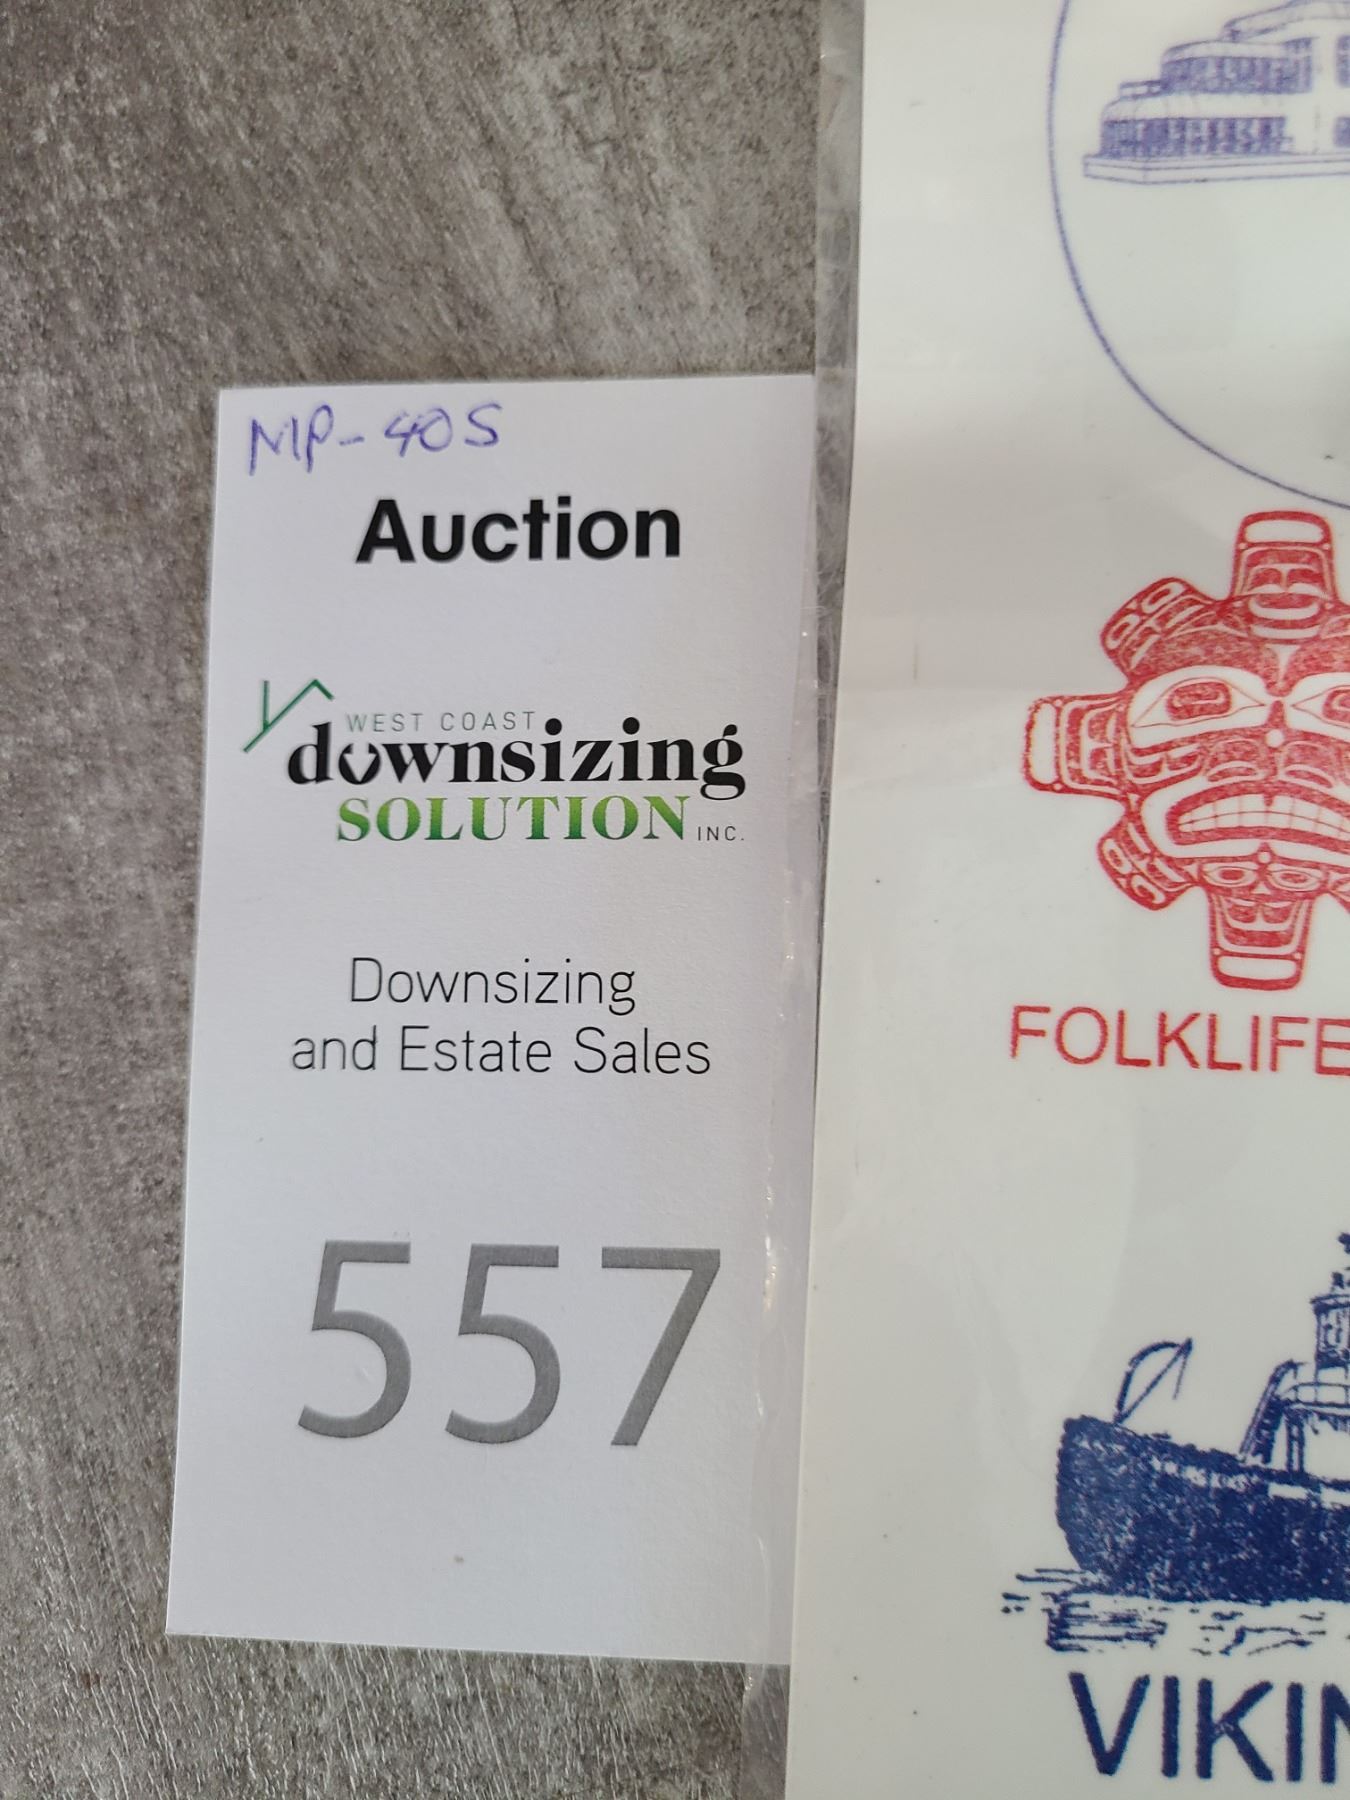 MP-405
Auction
WEST COAST
downsizing
SOLUTION INC.
Downsizing
and Estate Sales
557
FOLKLIFE
VIKIN